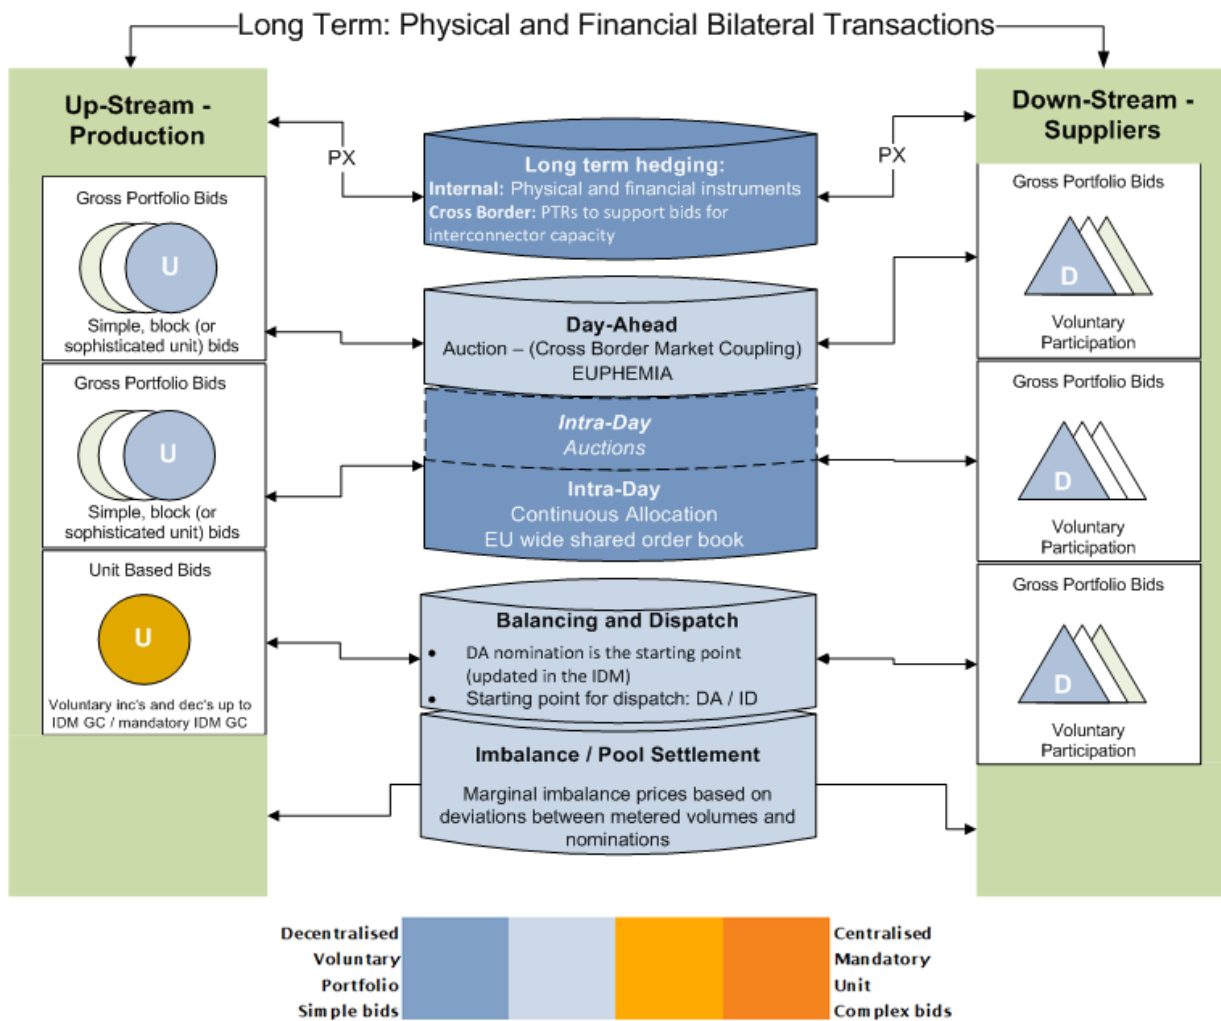 Long Term: Physical and Financial Bilateral Transactions
Up-Stream -
Production
Down-Stream -
Suppliers
PX
PX
Long term hedging:
Internal: Physical and financial instruments
Cross Border: PTRs to support bids for
interconnector capacity
Gross Portfolio Bids
U
Simple, block (or
sophisticated unit) bids
Gross Portfolio Bids
D
Voluntary
Participation
Day-Ahead
Auction – (Cross Border Market Coupling)
EUPHEMIA
Gross Portfolio Bids
U
Simple, block (or
sophisticated unit) bids
Gross Portfolio Bids
D
Voluntary
Participation
Intra-Day
Auctions
Intra-Day
Continuous Allocation
EU wide shared order book
Unit Based Bids
U
Voluntary inc's and dec's up to
IDM GC / mandatory IDM GC
Gross Portfolio Bids
D
Voluntary
Participation
Balancing and Dispatch
• DA nomination is the starting point
(updated in the IDM)
• Starting point for dispatch: DA / ID
Imbalance / Pool Settlement
Marginal imbalance prices based on
deviations between metered volumes and
nominations
Decentralised
Voluntary
Portfolio
Simple bids
Centralised
Mandatory
Unit
Complex bids